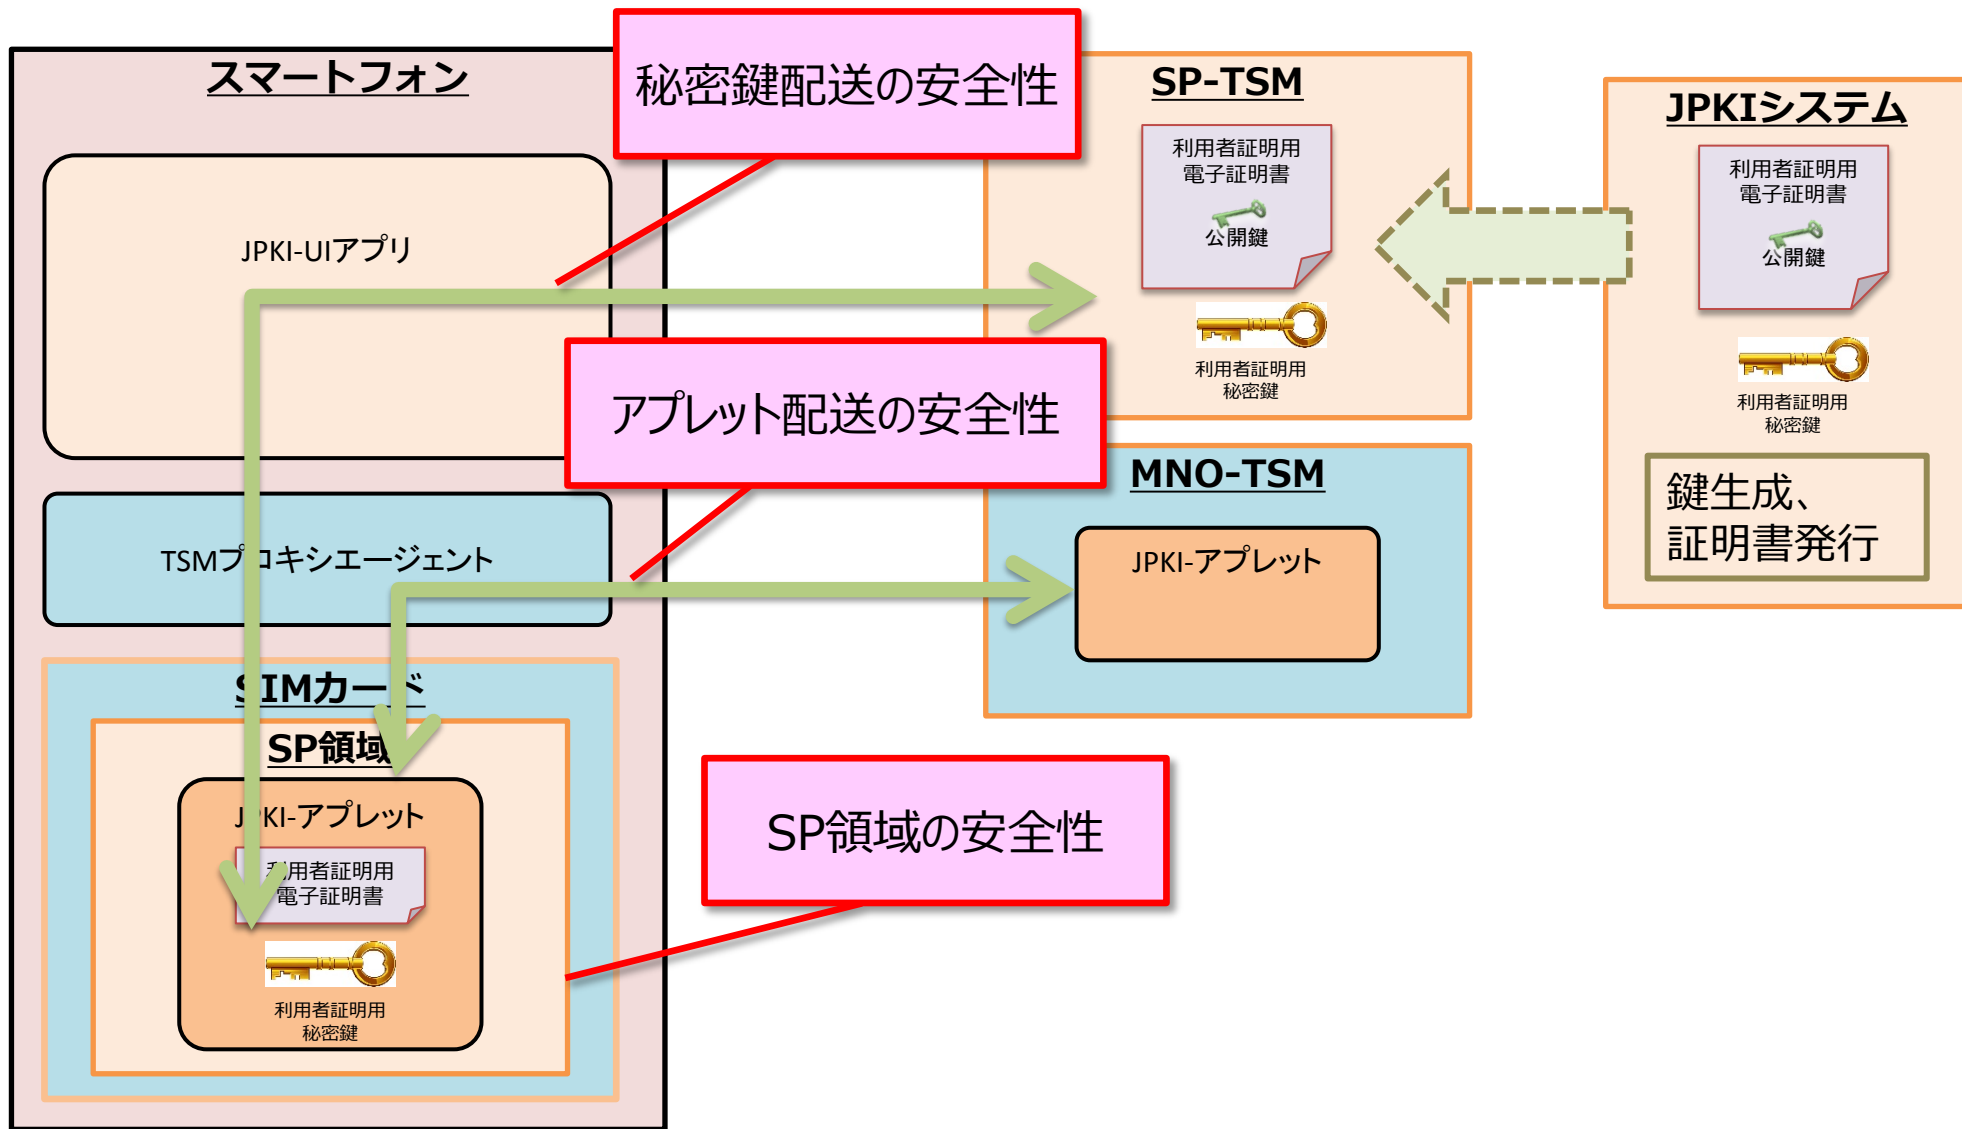 スマートフォン
秘密鍵配送の安全性
SP-TSM
JPKIシステム
利用者証明用
電子証明書
公開鍵
利用者証明用
秘密鍵
利用者証明用
電子証明書
公開鍵
利用者証明用
秘密鍵
鍵生成、
証明書発行
JPKI-UIアプリ
アプレット配送の安全性
MNO-TSM
JPKI-アプレット
TSMプロキシエージェント
SIMカード
SP領域
JPKI-アプレット
利用者証明用
電子証明書
利用者証明用
秘密鍵
SP領域の安全性